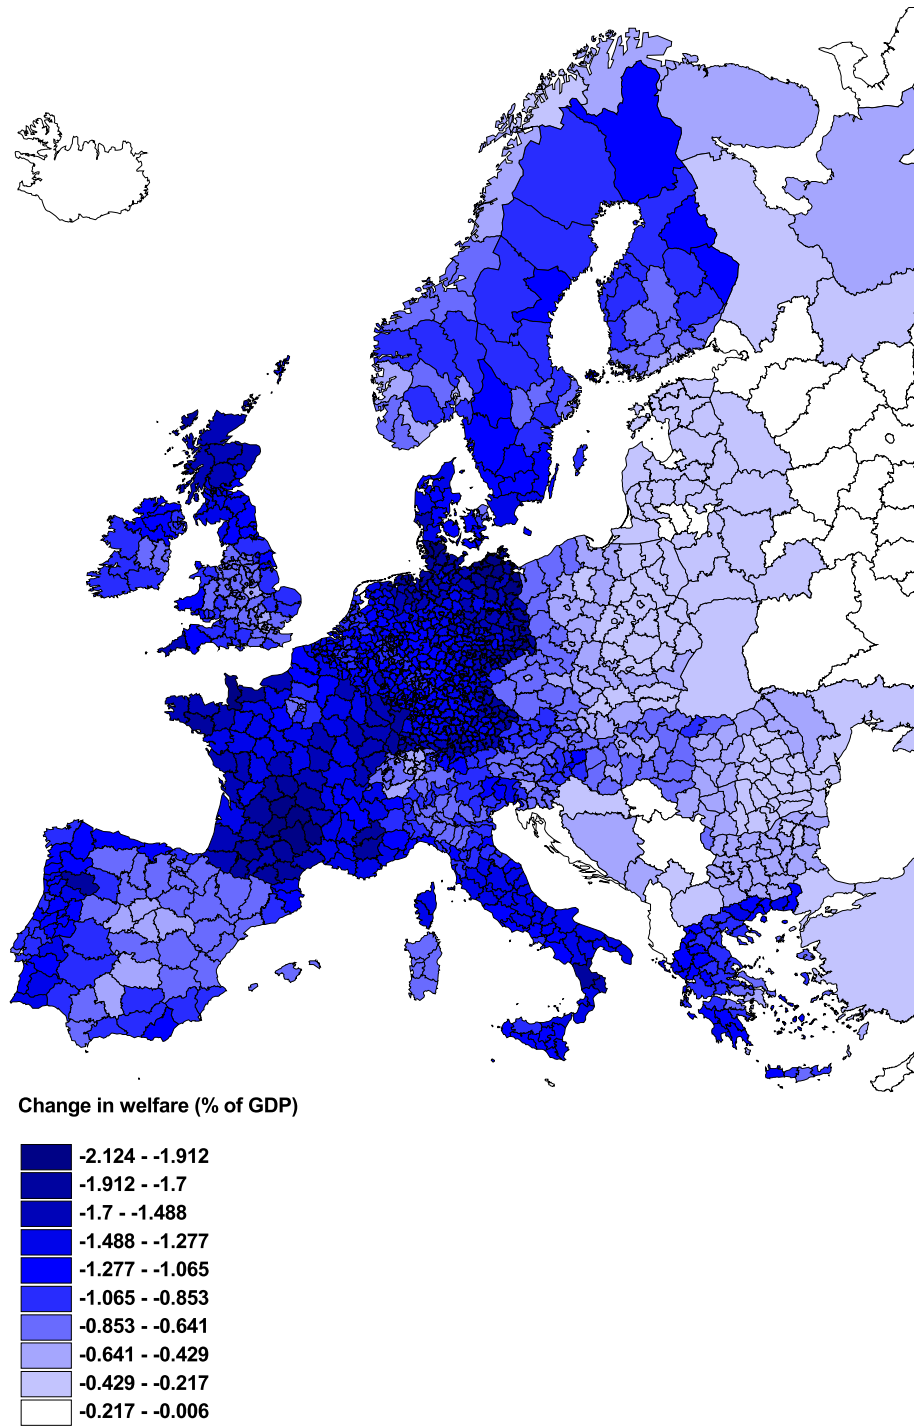 Change in welfare (% of GDP)
-2.124 - -1.912
-1.912 - -1.7
-1.7 - -1.488
-1.488 - -1.277
-1.277 - -1.065
-1.065 - -0.853
-0.853 - -0.641
-0.641 - -0.429
-0.429 - -0.217
-0.217 - -0.006